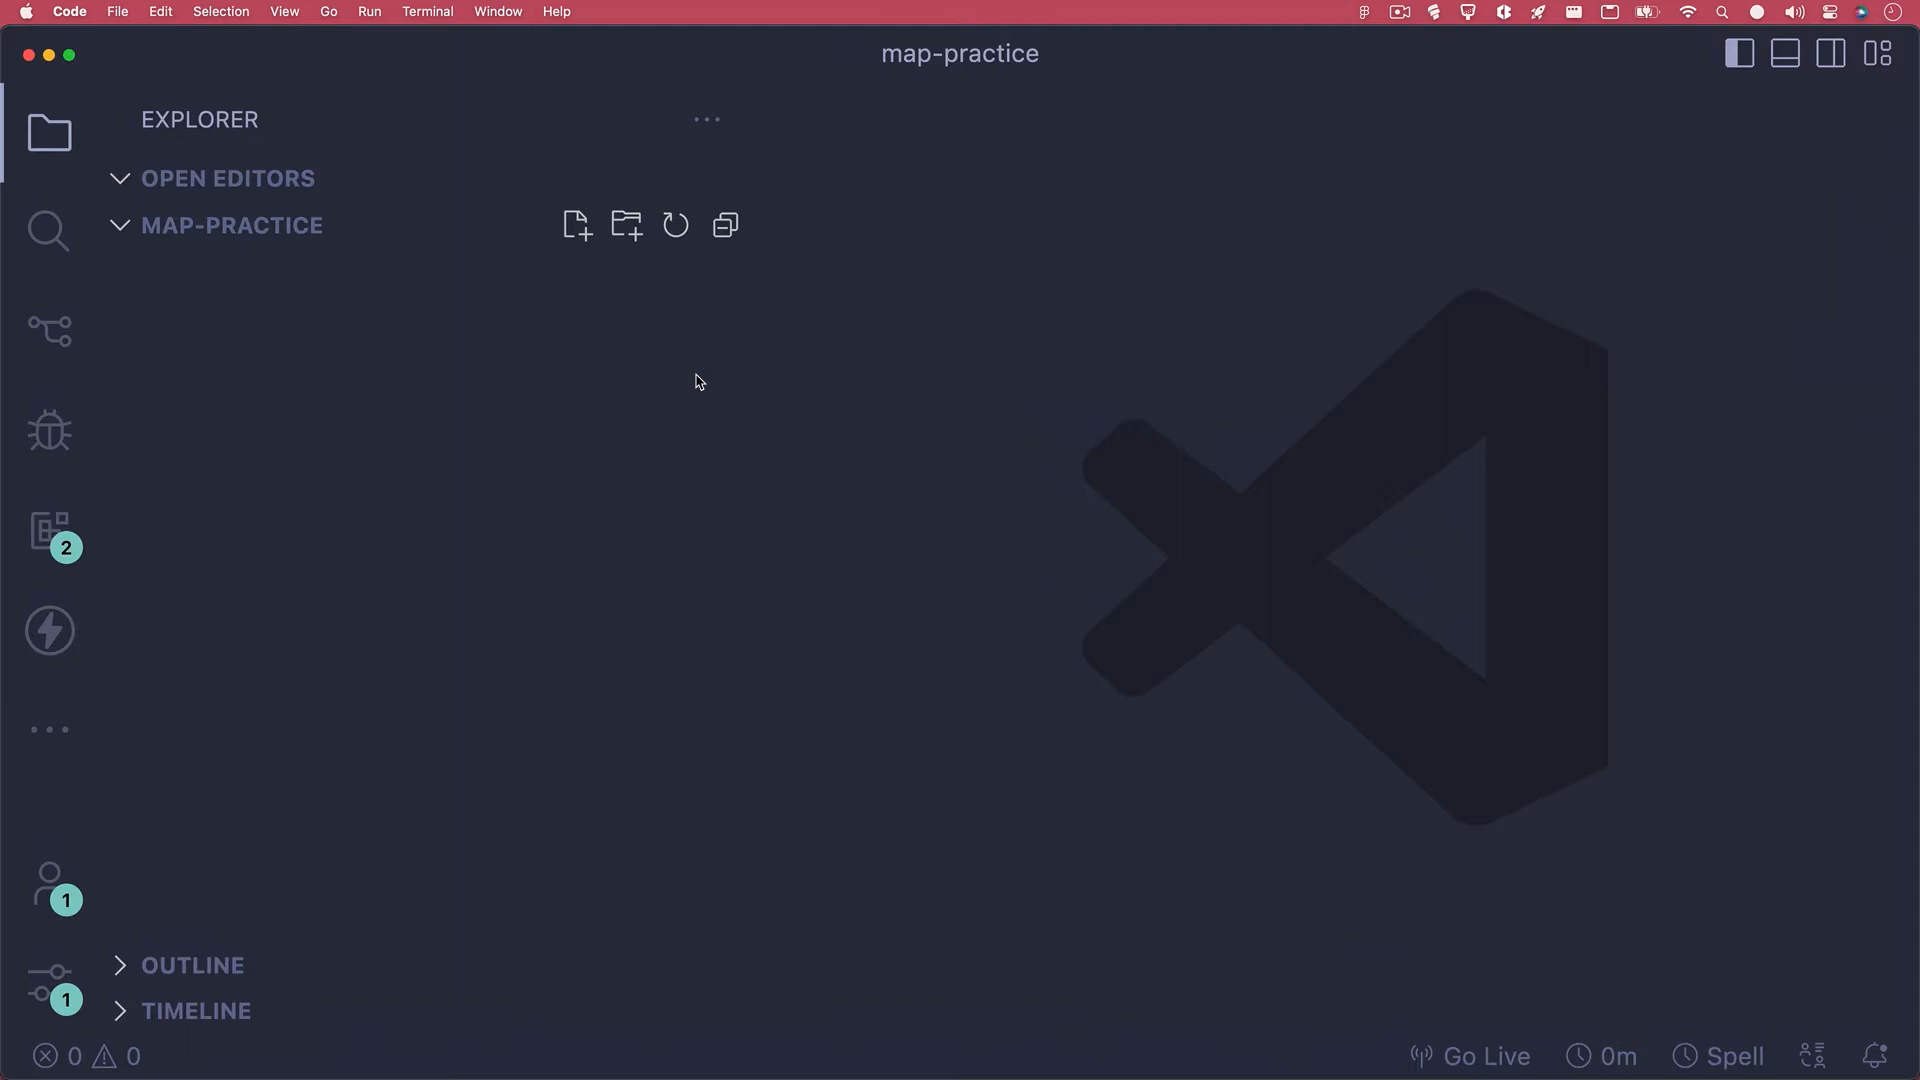 Code File Edit Selection View Go Run Terminal Window Help
map-practice
EXPLORER
OPEN EDITORS
MAP-PRACTICE
2
1
OUTLINE
1
TIMELINE
0 0 Go Live 0m Spell